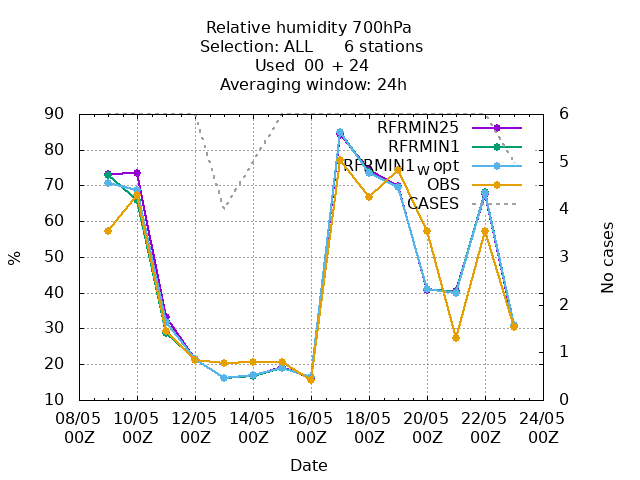 Relative humidity 700hPa
Selection: ALL 6 stations
Used 00 + 24
Averaging window: 24h
90
80
70
60
50
40
30
20
10
%
6
5
4
3
2
1
0
No cases
RFRMIN25
RFRMIN1
RFRMIN1w opt
OBS
CASES
08/05 10/05 12/05 14/05 16/05 18/05 20/05 22/05 24/05
00Z 00Z 00Z 00Z 00Z 00Z 00Z 00Z 00Z
Date